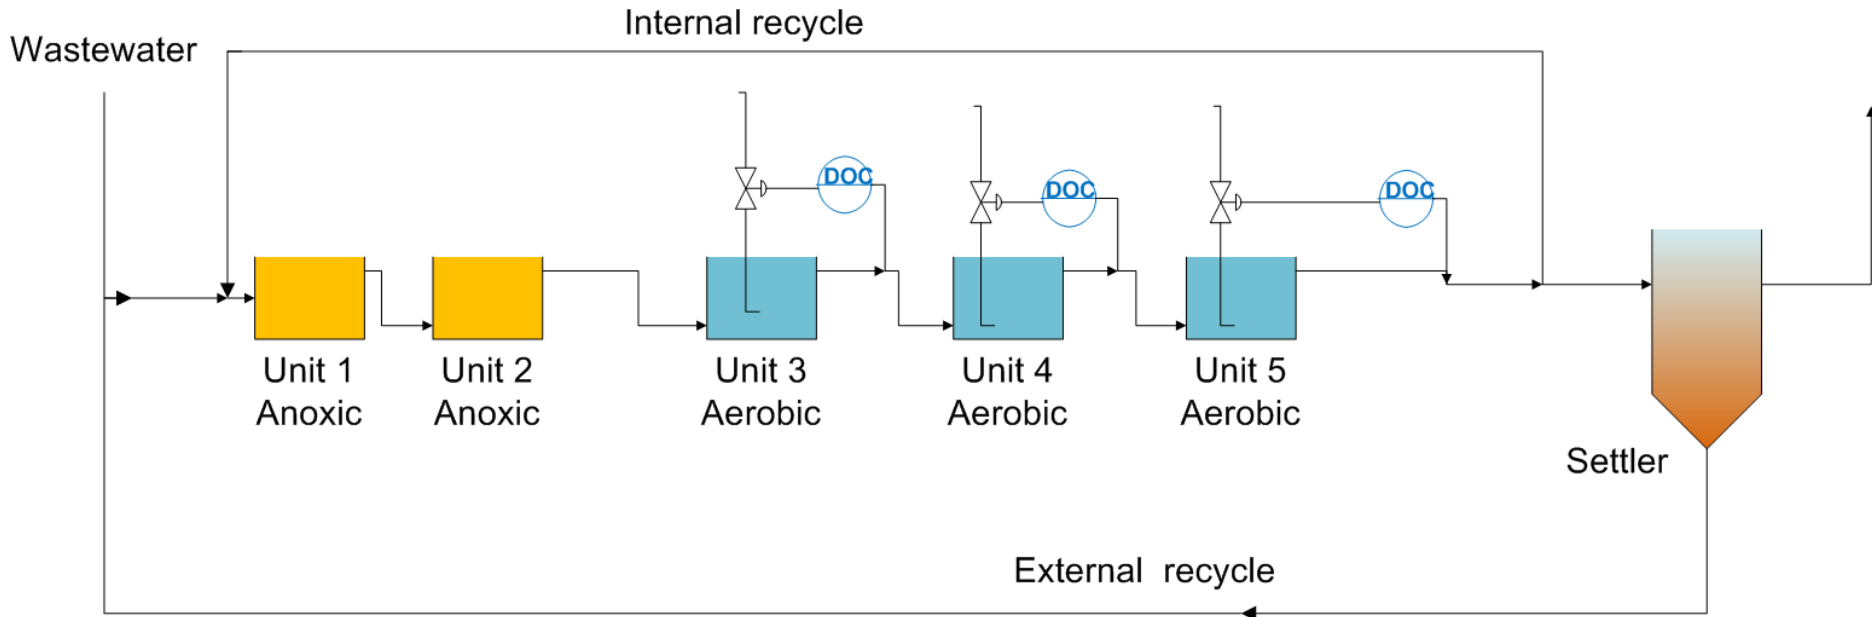 Internal recycle
Wastewater
DOC
DOC
DOC
Unit 1
Anoxic
Unit 2
Anoxic
Unit 3
Aerobic
Unit 4
Aerobic
Unit 5
Aerobic
Settler
External recycle